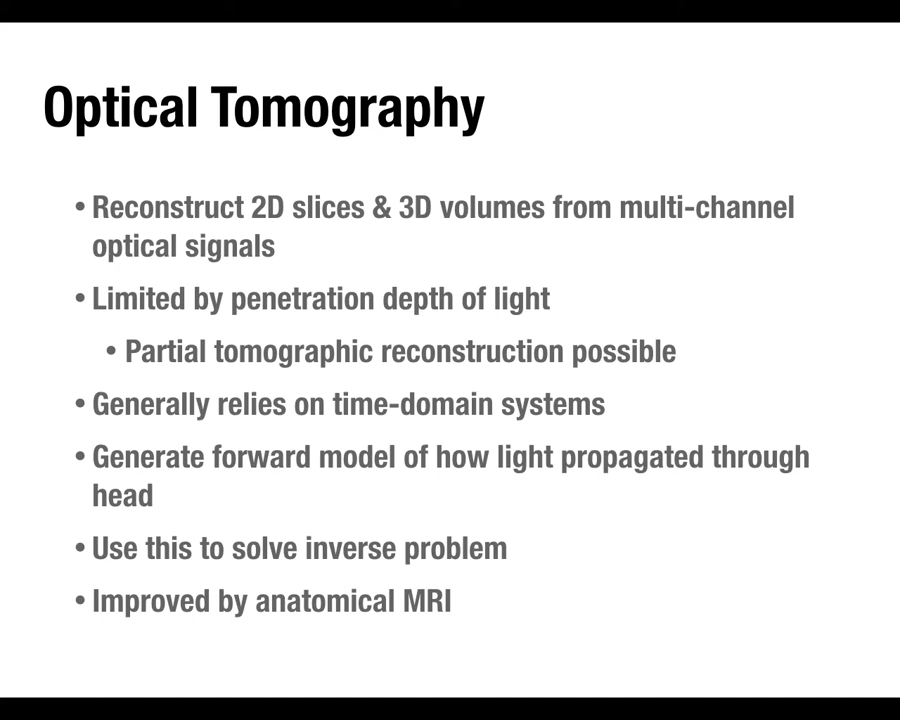 Optical Tomography
• Reconstruct 2D slices & 3D volumes from multi-channel
optical signals
• Limited by penetration depth of light
• Partial tomographic reconstruction possible
• Generally relies on time-domain systems
• Generate forward model of how light propagated through
head
• Use this to solve inverse problem
• Improved by anatomical MRI